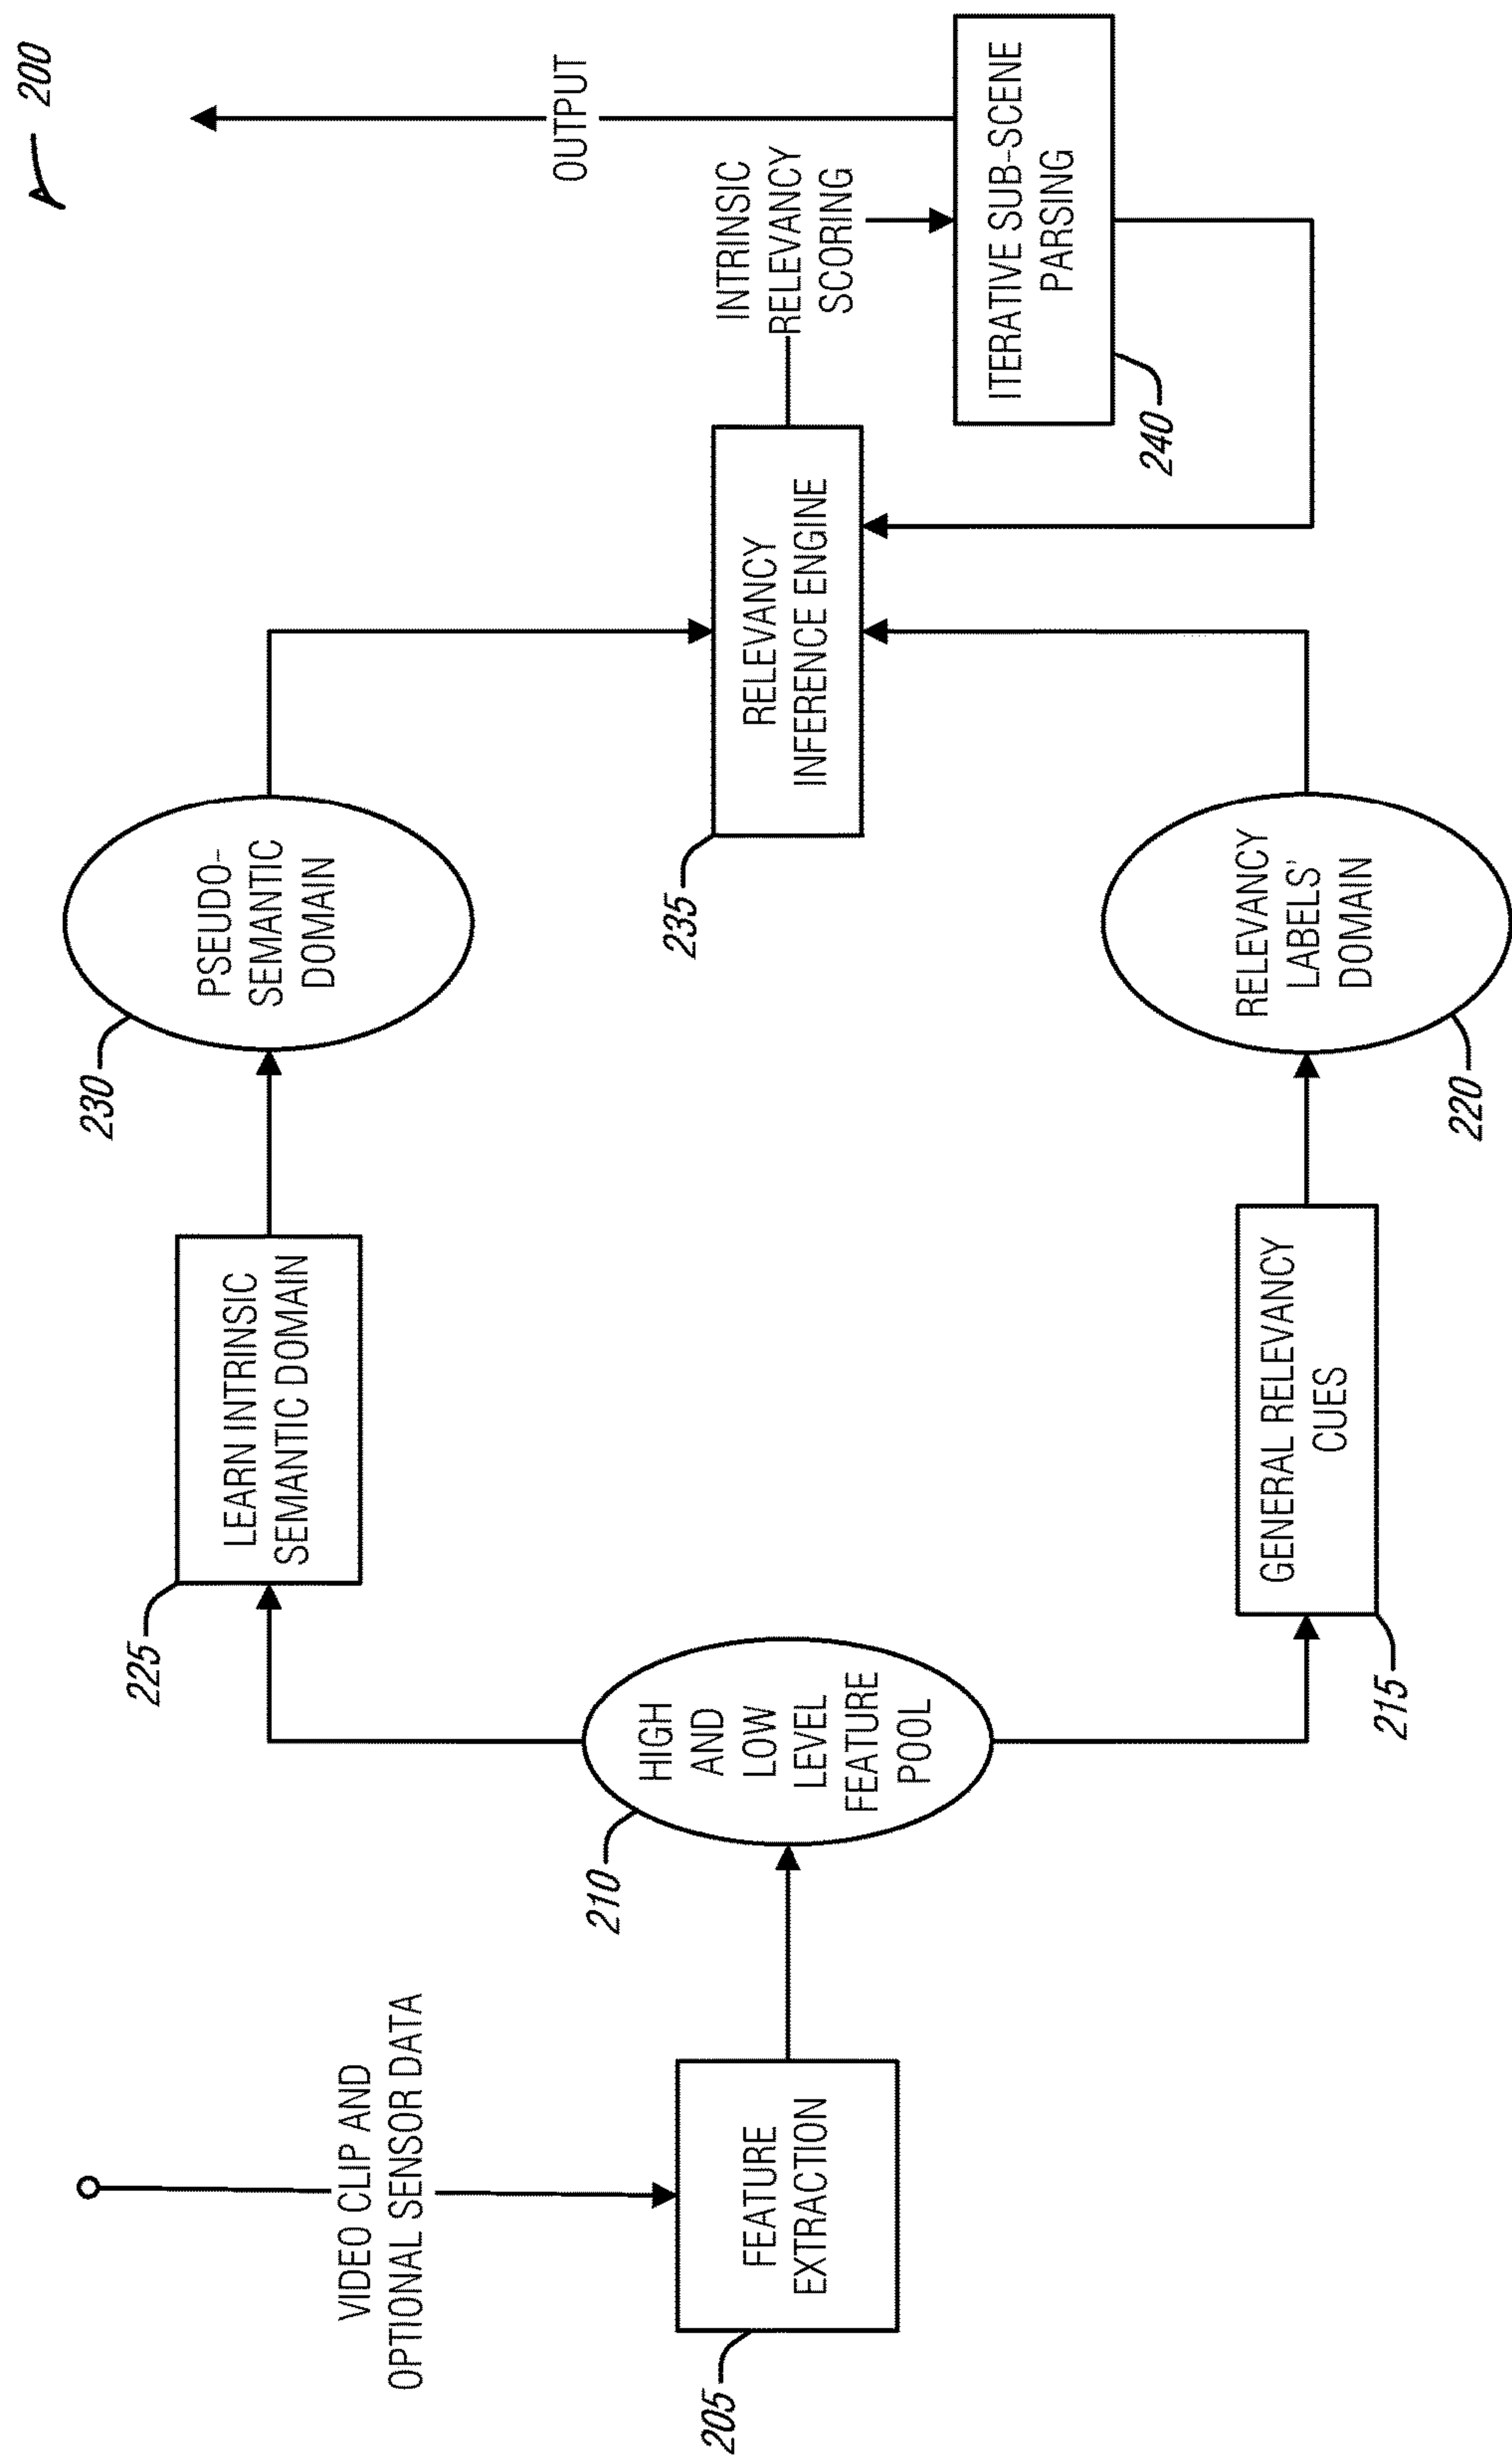 200
VIDEO CLIP AND
OPTIONAL SENSOR DATA
205
FEATURE
EXTRACTION
210
HIGH
AND
LOW
LEVEL
FEATURE
POOL
225
LEARN INTRINSIC
SEMANTIC DOMAIN
230
PSEUDO-
SEMANTIC
DOMAIN
215
GENERAL RELEVANCY
CUES
220
RELEVANCY
LABELS'
DOMAIN
235
RELEVANCY
INFERENCE ENGINE
INTRINSIC
RELEVANCY
SCORING
240
ITERATIVE SUB-SCENE
PARSING
OUTPUT